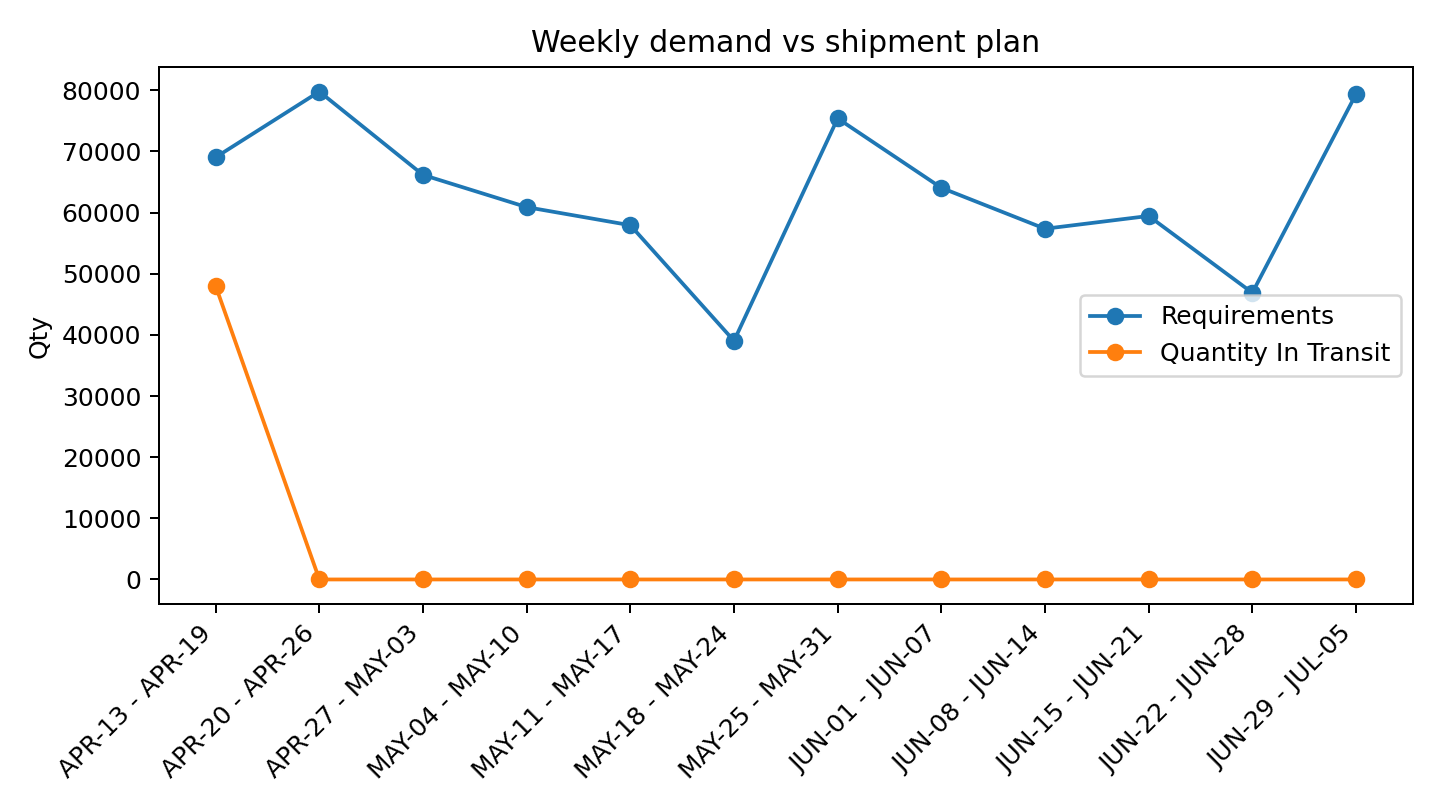 Weekly demand vs shipment plan
80000
70000
60000
50000
40000
30000
20000
10000
0
Qty
Requirements
Quantity In Transit
APR-13 - APR-19
APR-20 - APR-26
APR-27 - MAY-03
MAY-04 - MAY-10
MAY-11 - MAY-17
MAY-18 - MAY-24
MAY-25 - MAY-31
JUN-01 - JUN-07
JUN-08 - JUN-14
JUN-15 - JUN-21
JUN-22 - JUN-28
JUN-29 - JUL-05